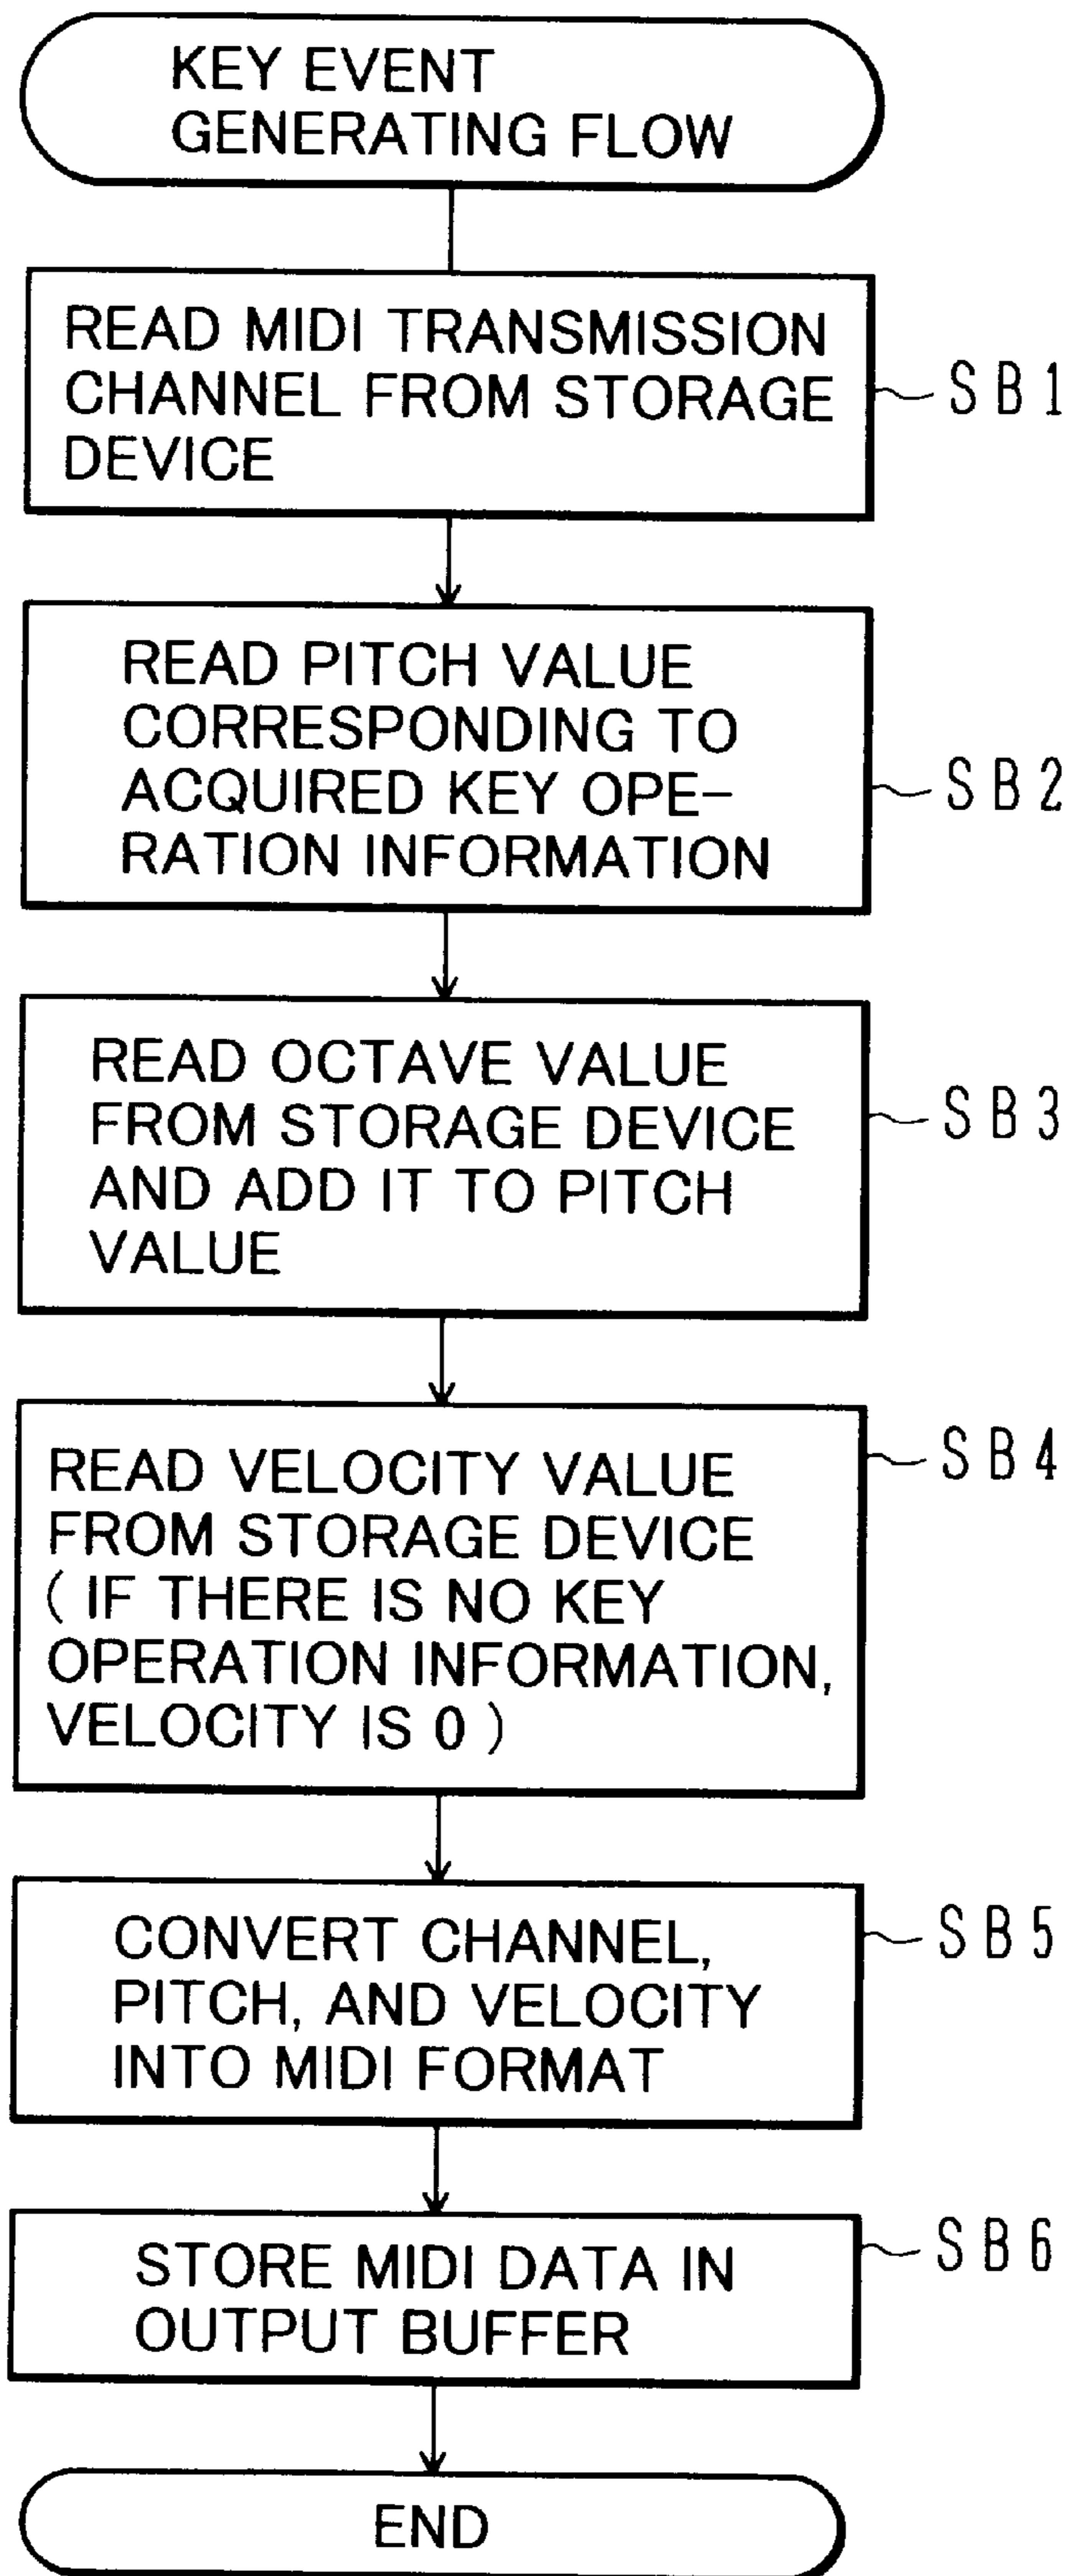 KEY EVENT
GENERATING FLOW
READ MIDI TRANSMISSION
CHANNEL FROM STORAGE
DEVICE
SB1
READ PITCH VALUE
CORRESPONDING TO
ACQUIRED KEY OPE-
RATION INFORMATION
SB2
READ OCTAVE VALUE
FROM STORAGE DEVICE
AND ADD IT TO PITCH
VALUE
SB3
READ VELOCITY VALUE
FROM STORAGE DEVICE
( IF THERE IS NO KEY
OPERATION INFORMATION,
VELOCITY IS 0 )
SB4
CONVERT CHANNEL,
PITCH, AND VELOCITY
INTO MIDI FORMAT
SB5
STORE MIDI DATA IN
OUTPUT BUFFER
SB6
END